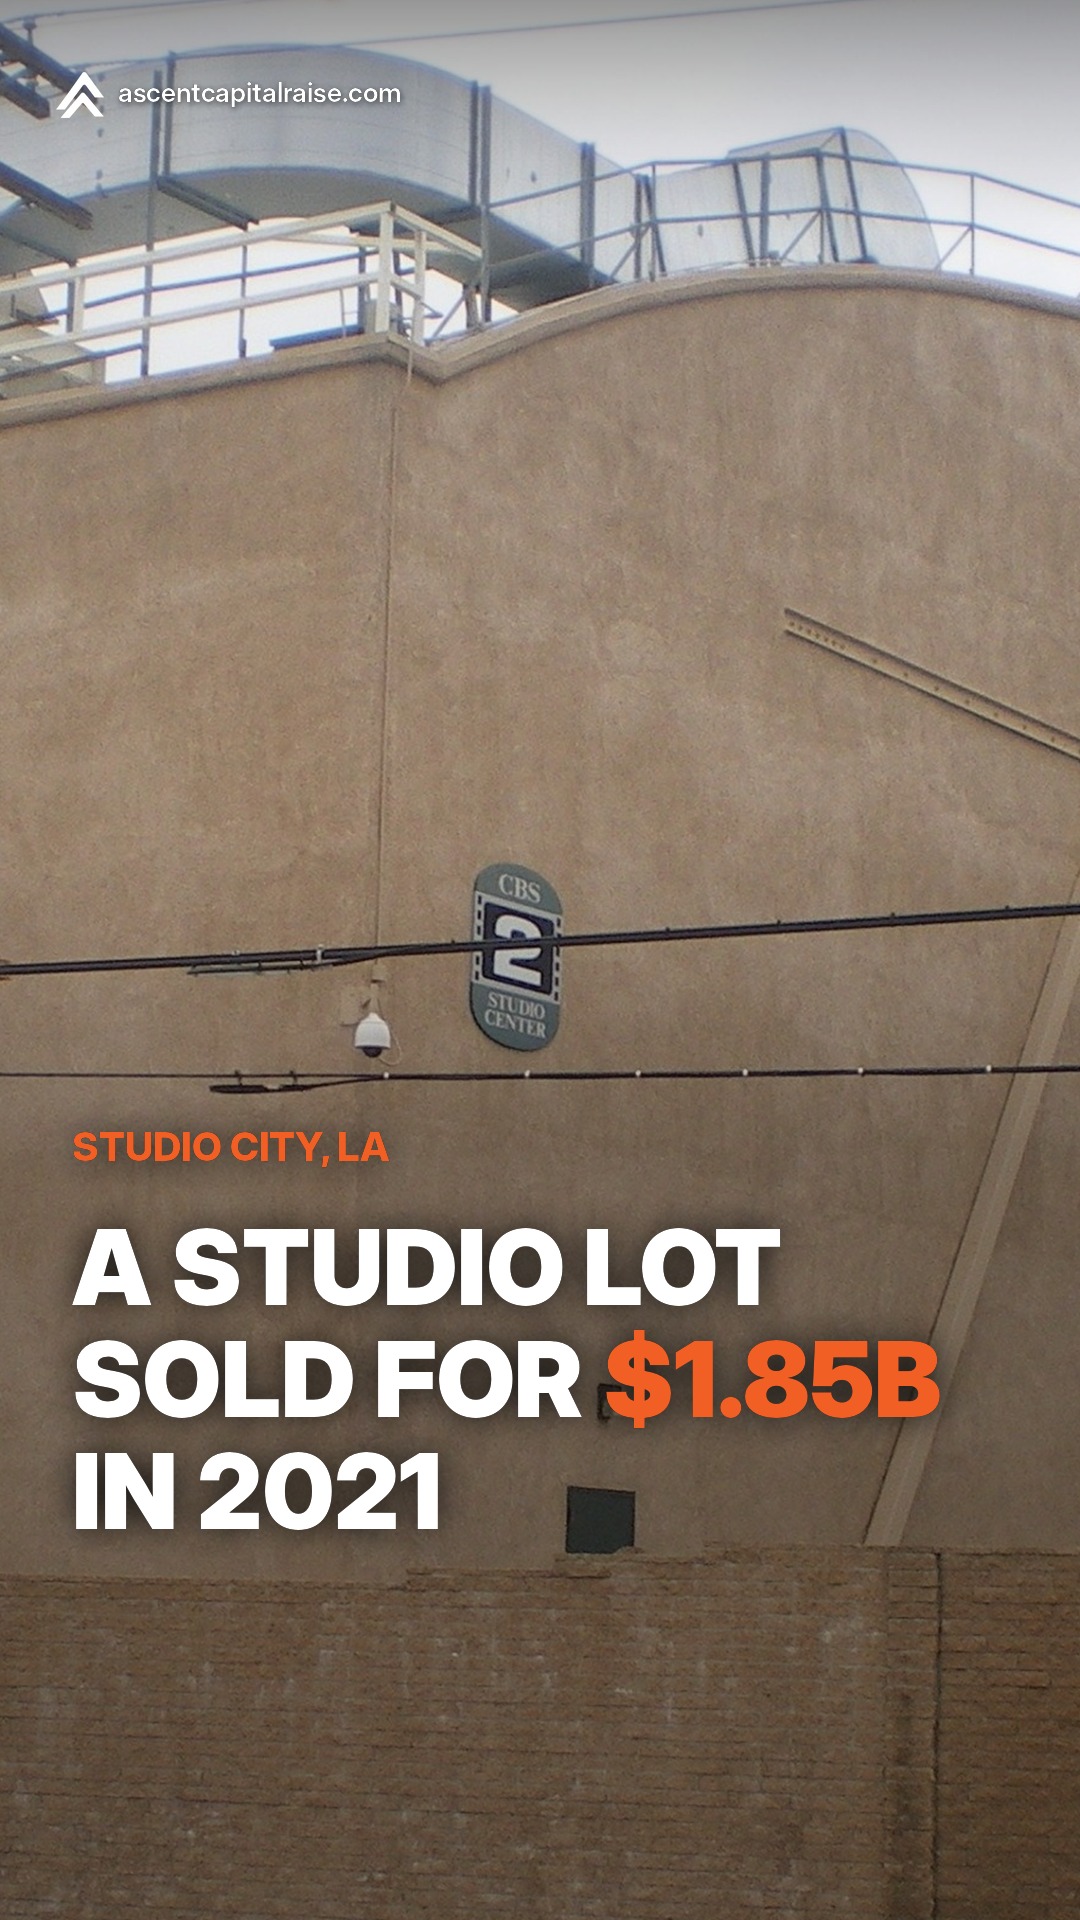 ascentcapitalraise.com
CBS
2
STUDIO
CENTER
STUDIO CITY, LA
A STUDIO LOT
SOLD FOR $1.85B
IN 2021